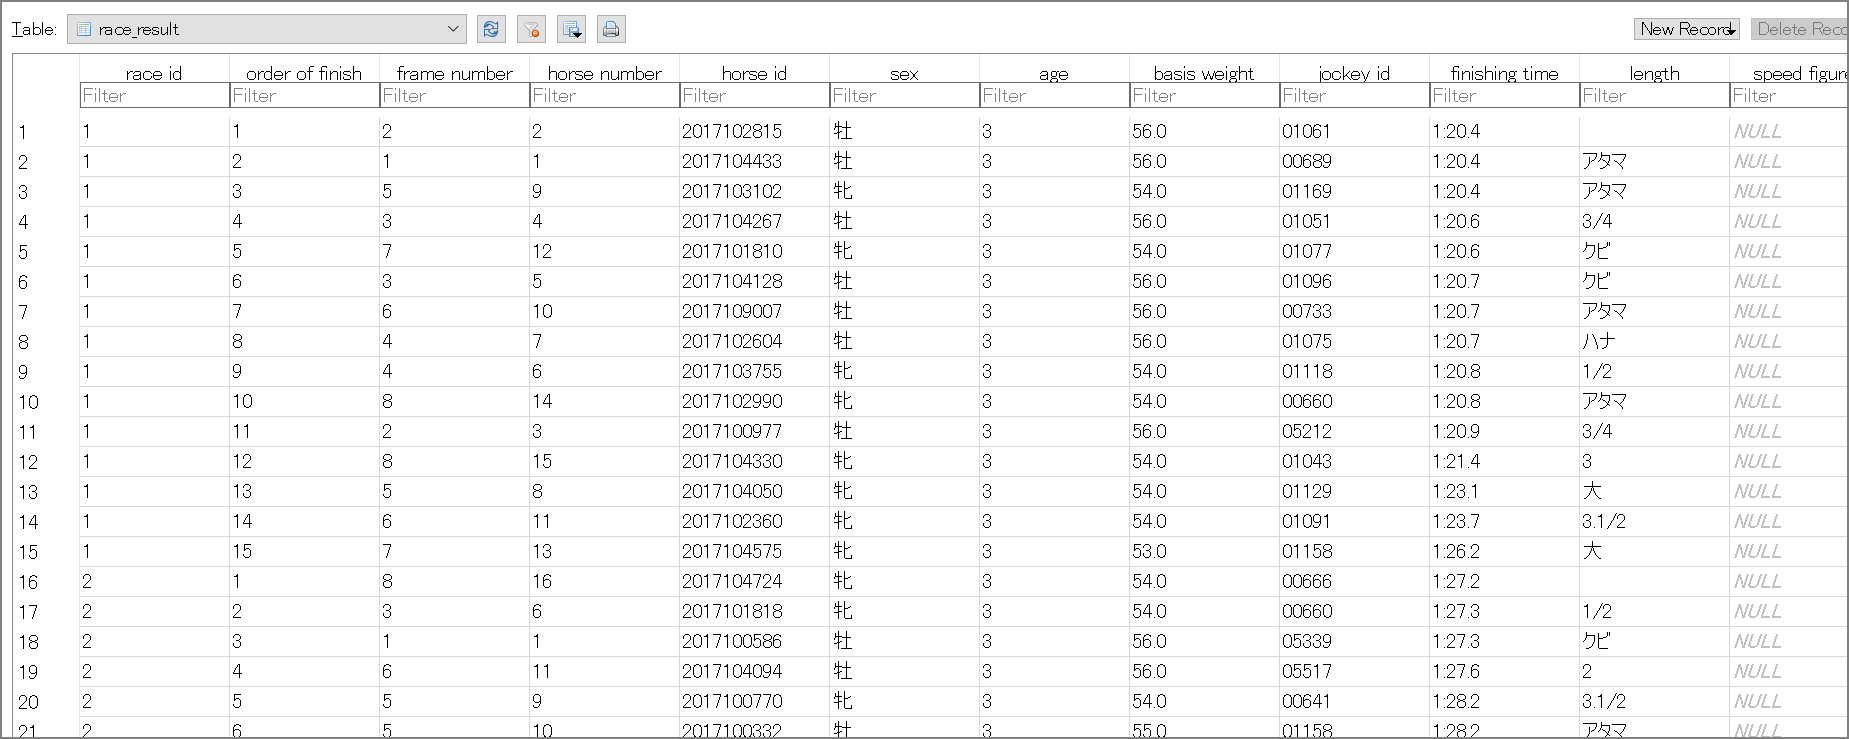 Table: race_result New Record Delete Reco
race id order of finish frame number horse number horse id sex age basis weight jockey id finishing time length speed figure
Filter Filter Filter Filter Filter Filter Filter Filter Filter Filter Filter Filter
1 1 1 2 2 2017102815 牡 3 56.0 01061 1:20.4 NULL
2 1 2 1 1 2017104433 牡 3 56.0 00689 1:20.4 アタマ NULL
3 1 3 5 9 2017103102 牝 3 54.0 01169 1:20.4 アタマ NULL
4 1 4 3 4 2017104267 牡 3 56.0 01051 1:20.6 3/4 NULL
5 1 5 7 12 2017101810 牝 3 54.0 01077 1:20.6 クビ NULL
6 1 6 3 5 2017104128 牡 3 56.0 01096 1:20.7 クビ NULL
7 1 7 6 10 2017109007 牡 3 56.0 00733 1:20.7 アタマ NULL
8 1 8 4 7 2017102604 牡 3 56.0 01075 1:20.7 ハナ NULL
9 1 9 4 6 2017103755 牝 3 54.0 01118 1:20.8 1/2 NULL
10 1 10 8 14 2017102990 牝 3 54.0 00660 1:20.8 アタマ NULL
11 1 11 2 3 2017100977 牡 3 56.0 05212 1:20.9 3/4 NULL
12 1 12 8 15 2017104330 牝 3 54.0 01043 1:21.4 3 NULL
13 1 13 5 8 2017104050 牝 3 54.0 01129 1:23.1 大 NULL
14 1 14 6 11 2017102360 牝 3 54.0 01091 1:23.7 3.1/2 NULL
15 1 15 7 13 2017104575 牝 3 53.0 01158 1:26.2 大 NULL
16 2 1 8 16 2017104724 牝 3 54.0 00666 1:27.2 NULL
17 2 2 3 6 2017101818 牝 3 54.0 00660 1:27.3 1/2 NULL
18 2 3 1 1 2017100586 牡 3 56.0 05339 1:27.3 クビ NULL
19 2 4 6 11 2017104094 牡 3 56.0 05517 1:27.6 2 NULL
20 2 5 5 9 2017100770 牝 3 54.0 00641 1:28.2 3.1/2 NULL
21 2 6 5 10 2017100332 牡 3 55.0 01158 1:28.2 アタマ NULL